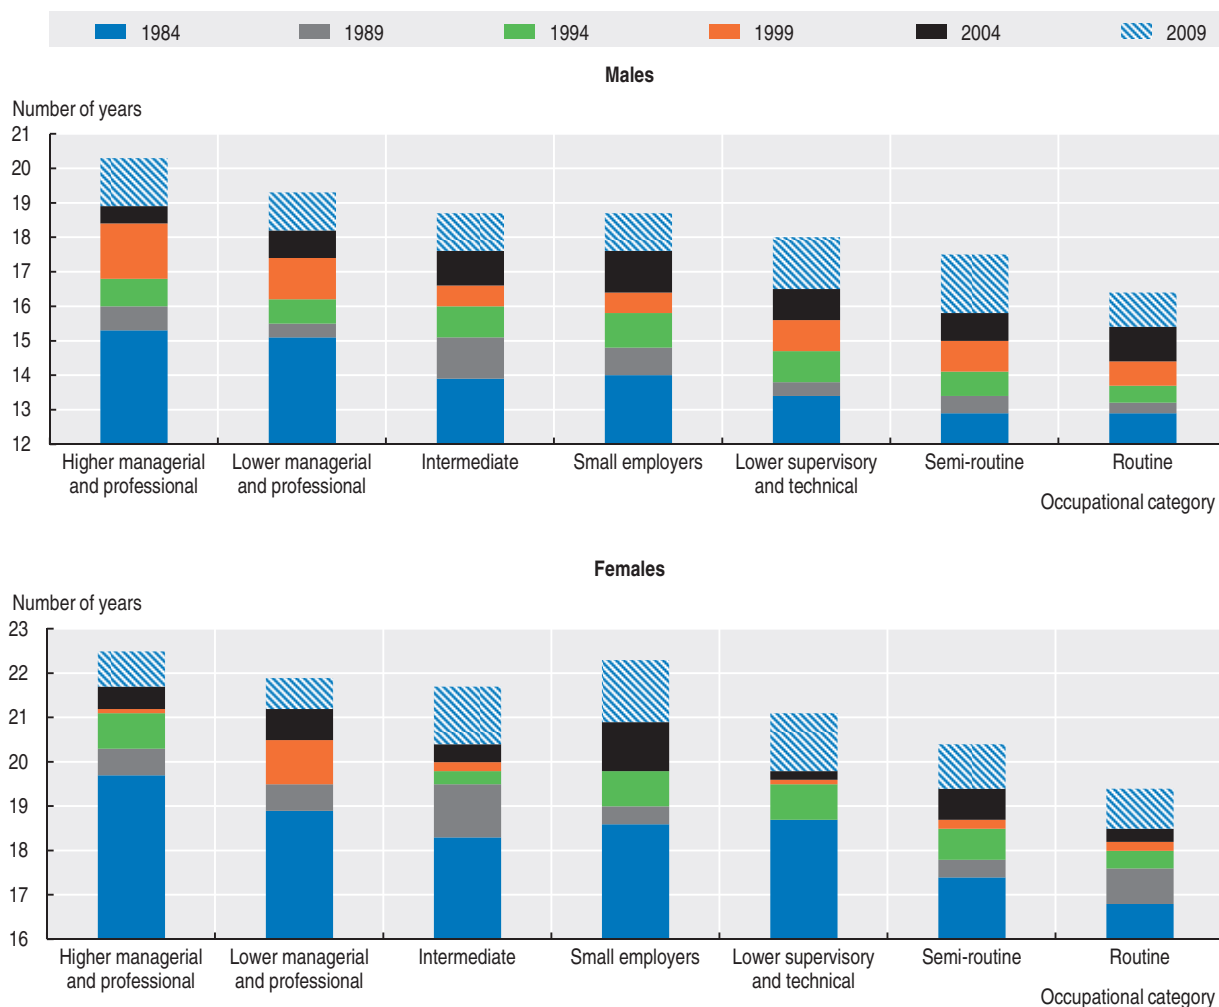 1984 1989 1994 1999 2004 2009
Males
Number of years
21
20
19
18
17
16
15
14
13
12
Higher managerial and professional
Lower managerial and professional
Intermediate
Small employers
Lower supervisory and technical
Semi-routine
Routine
Occupational category
Females
Number of years
23
22
21
20
19
18
17
16
Higher managerial and professional
Lower managerial and professional
Intermediate
Small employers
Lower supervisory and technical
Semi-routine
Routine
Occupational category